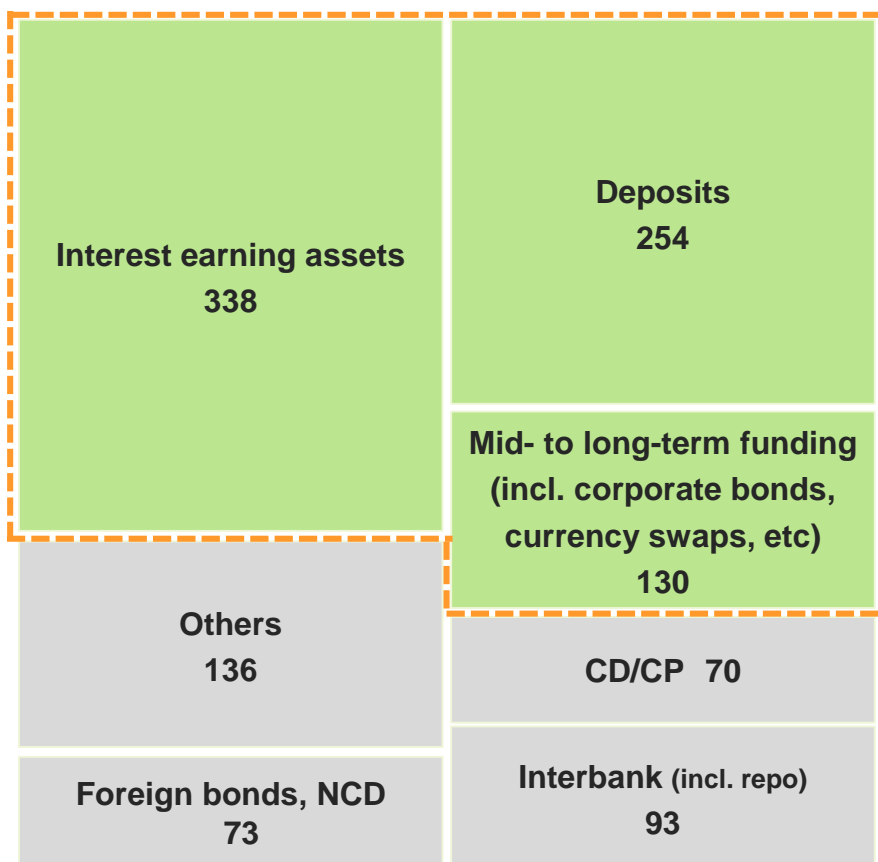 Interest earning assets
338
Others
136
Foreign bonds, NCD
73
Deposits
254
Mid- to long-term funding
(incl. corporate bonds,
currency swaps, etc)
130
CD/CP 70
Interbank (incl. repo)
93